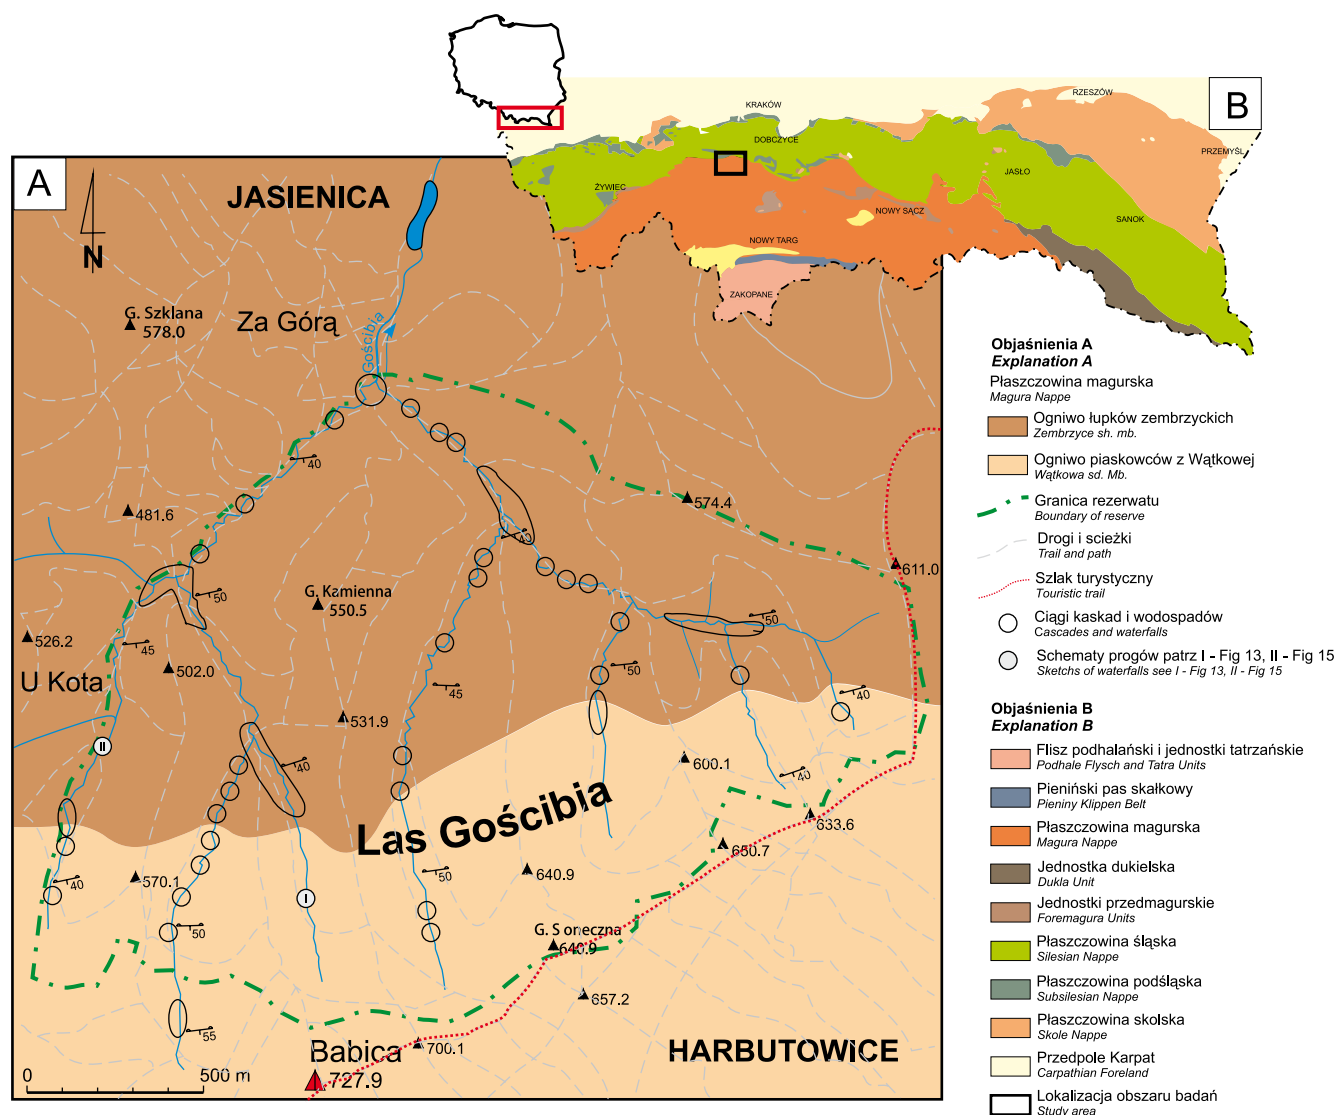 A
N
JASIENICA
G. Szklana
578.0
Za Górą
Gościbia
40
481.6
574.4
40
611.0
G. Kamienna
550.5
50
50
526.2
45
502.0
U Kota
50
45
40
531.9
II
600.1
40
40
Las Gościbia
633.6
650.7
570.1
40
50
640.9
I
50
G. S oneczna
640.9
657.2
55
Babica
700.1
727.9
HARBUTOWICE
0 500 m
B
KRAKÓW
RZESZÓW
DOBCZYCE
PRZEMYŚL
ŻYWIEC
JASŁO
NOWY SĄCZ
SANOK
NOWY TARG
ZAKOPANE
Objaśnienia A
Explanation A
Płaszczowina magurska
Magura Nappe
Ogniwo łupków zembrzyckich
Zembrzyce sh. mb.
Ogniwo piaskowców z Wątkowej
Wątkowa sd. Mb.
Granica rezerwatu
Boundary of reserve
Drogi i scieżki
Trail and path
Szlak turystyczny
Touristic trail
Ciągi kaskad i wodospadów
Cascades and waterfalls
Schematy progów patrz I - Fig 13, II - Fig 15
Sketchs of waterfalls see I - Fig 13, II - Fig 15
Objaśnienia B
Explanation B
Flisz podhalański i jednostki tatrzańskie
Podhale Flysch and Tatra Units
Pieniński pas skałkowy
Pieniny Klippen Belt
Płaszczowina magurska
Magura Nappe
Jednostka dukielska
Dukla Unit
Jednostki przedmagurskie
Foremagura Units
Płaszczowina śląska
Silesian Nappe
Płaszczowina podśląska
Subsilesian Nappe
Płaszczowina skolska
Skole Nappe
Przedpole Karpat
Carpathian Foreland
Lokalizacja obszaru badań
Study area